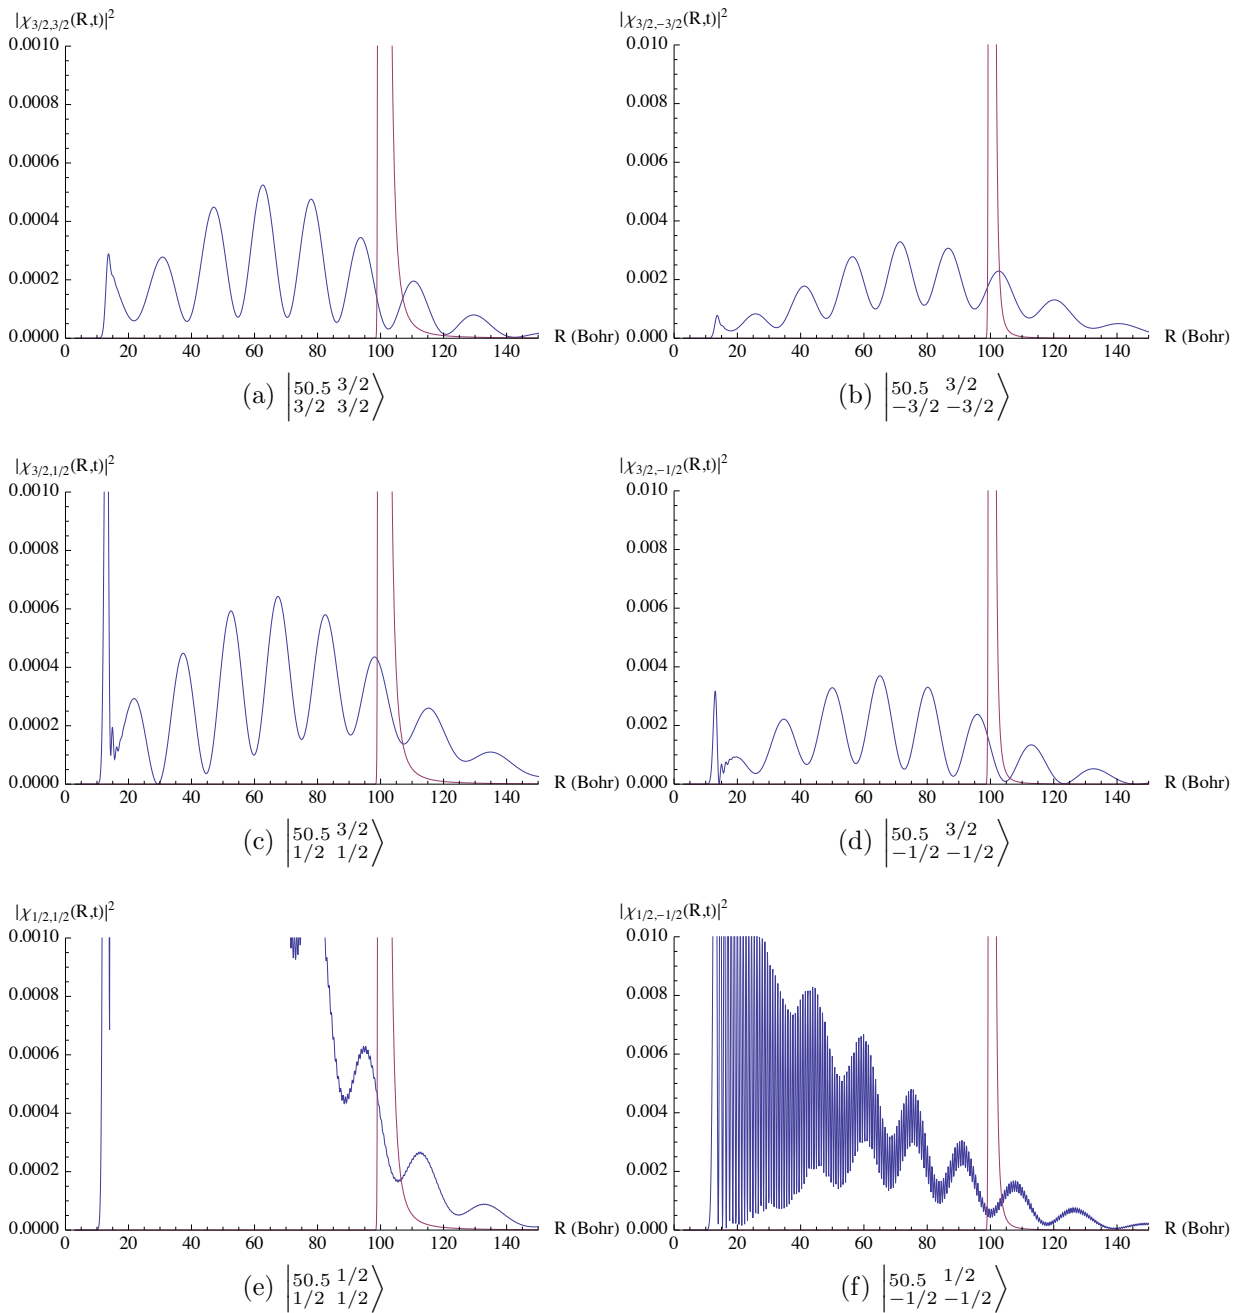 |χ3/2,3/2(R,t)|²
0.0010
0.0008
0.0006
0.0004
0.0002
0.0000
0 20 40 60 80 100 120 140 R (Bohr)
(a) |50.5 3/2
3/2 3/2⟩
|χ3/2,−3/2(R,t)|²
0.010
0.008
0.006
0.004
0.002
0.000
0 20 40 60 80 100 120 140 R (Bohr)
(b) |50.5 3/2
−3/2 −3/2⟩
|χ3/2,1/2(R,t)|²
0.0010
0.0008
0.0006
0.0004
0.0002
0.0000
0 20 40 60 80 100 120 140 R (Bohr)
(c) |50.5 3/2
1/2 1/2⟩
|χ3/2,−1/2(R,t)|²
0.010
0.008
0.006
0.004
0.002
0.000
0 20 40 60 80 100 120 140 R (Bohr)
(d) |50.5 3/2
−1/2 −1/2⟩
|χ1/2,1/2(R,t)|²
0.0010
0.0008
0.0006
0.0004
0.0002
0.0000
0 20 40 60 80 100 120 140 R (Bohr)
(e) |50.5 1/2
1/2 1/2⟩
|χ1/2,−1/2(R,t)|²
0.010
0.008
0.006
0.004
0.002
0.000
0 20 40 60 80 100 120 140 R (Bohr)
(f) |50.5 1/2
−1/2 −1/2⟩